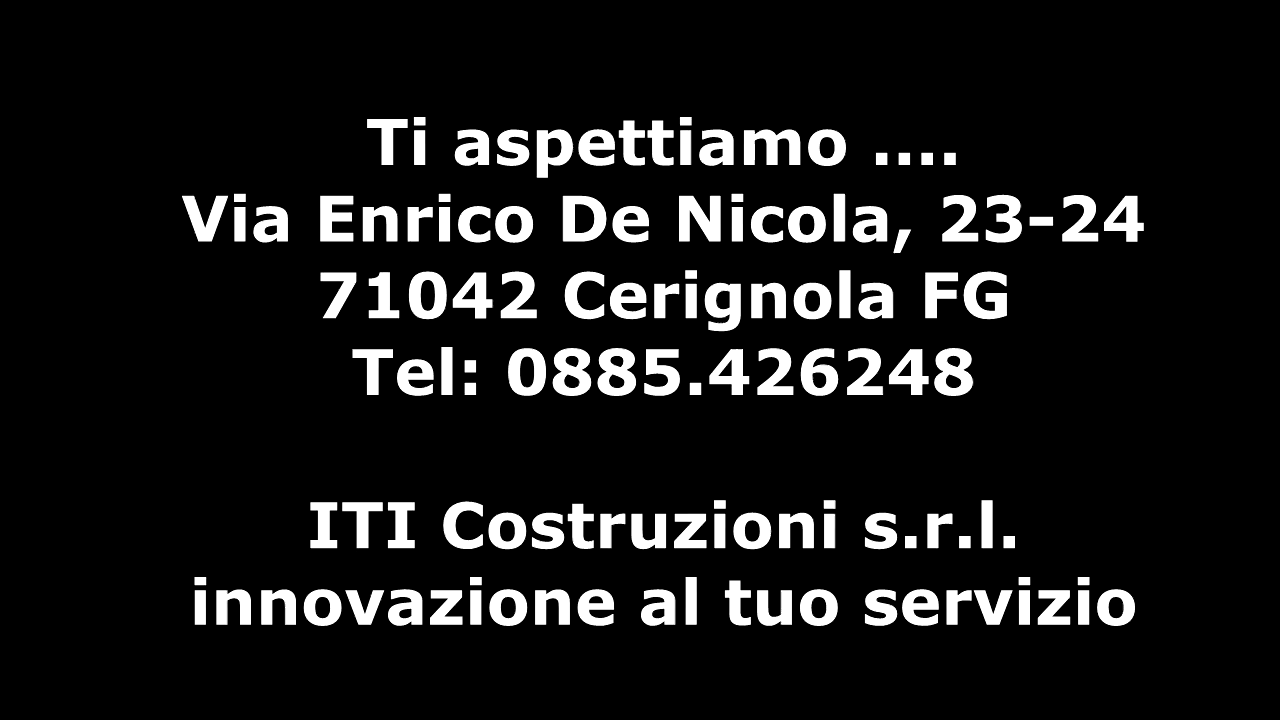 Ti aspettiamo ....
Via Enrico De Nicola, 23-24
71042 Cerignola FG
Tel: 0885.426248
ITI Costruzioni s.r.l.
innovazione al tuo servizio